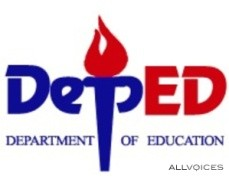 DepED
DEPARTMENT OF EDUCATION
ALLVOICES